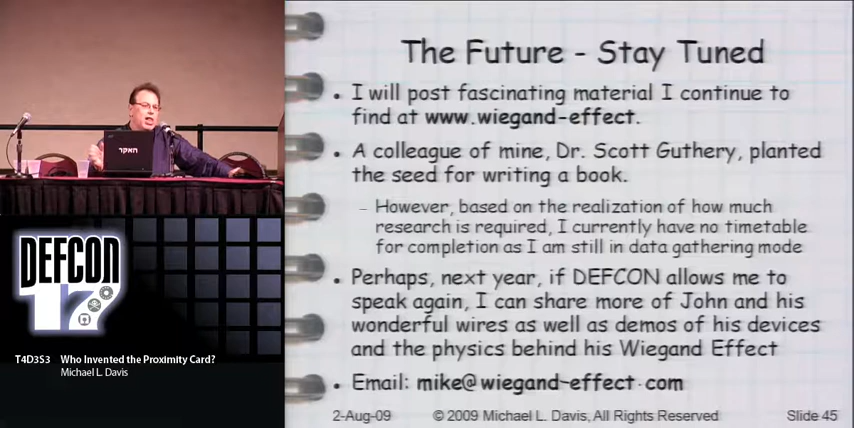 The Future - Stay Tuned
• I will post fascinating material I continue to
find at www.wiegand-effect.
• A colleague of mine, Dr. Scott Guthery, planted
the seed for writing a book.
– However, based on the realization of how much
research is required, I currently have no timetable
for completion as I am still in data gathering mode
• Perhaps, next year, if DEFCON allows me to
speak again, I can share more of John and his
wonderful wires as well as demos of his devices
and the physics behind his Wiegand Effect
• Email: mike@wiegand-effect.com
2-Aug-09 © 2009 Michael L. Davis, All Rights Reserved Slide 45
האקר
DEFCON
17
T4D3S3 Who Invented the Proximity Card?
Michael L. Davis